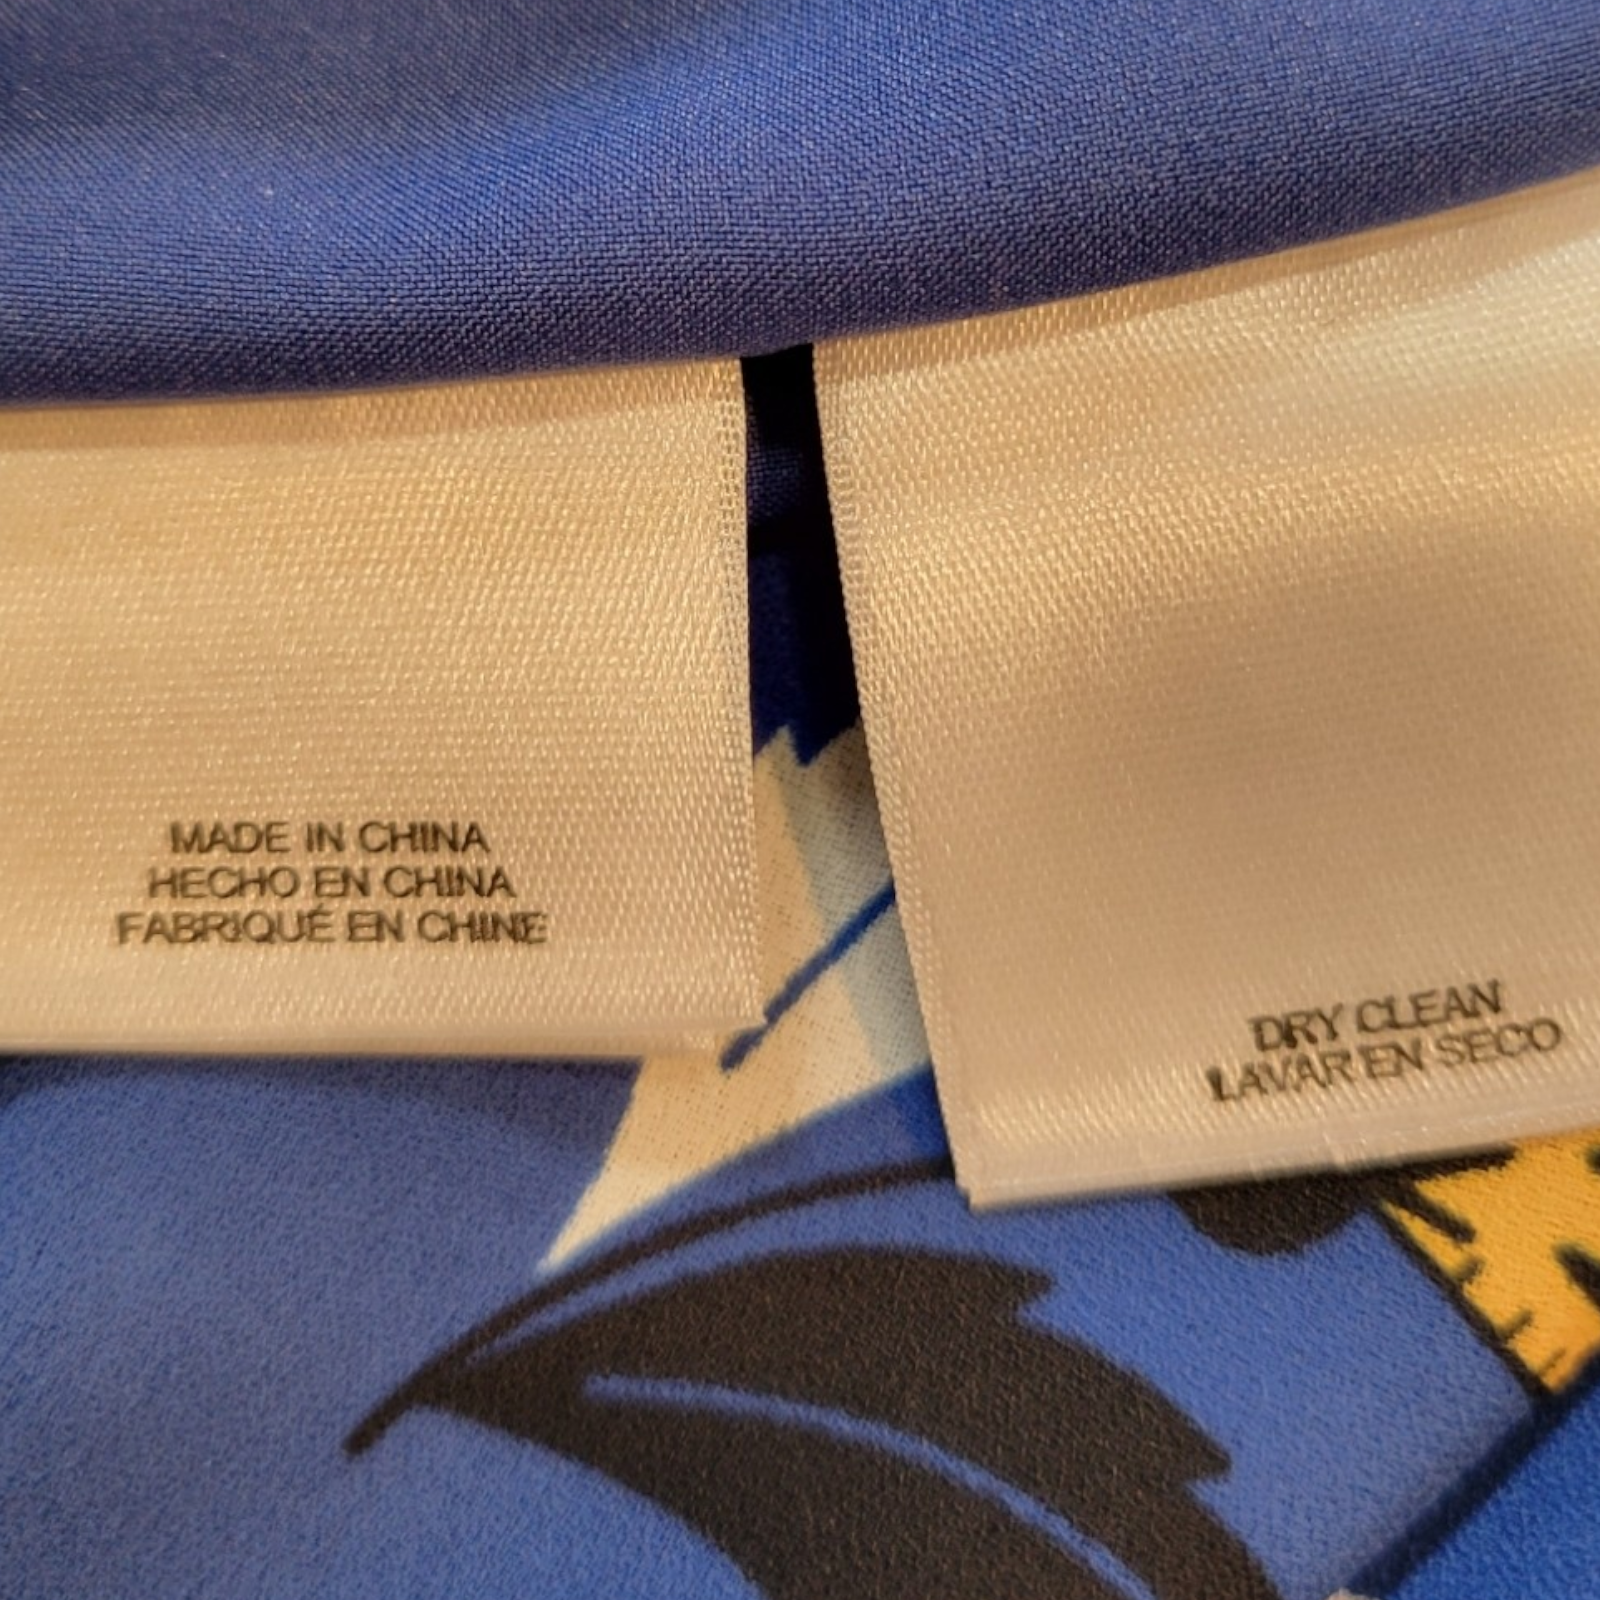 MADE IN CHINA
HECHO EN CHINA
FABRIQUÉ EN CHINE
DRY CLEAN
LAVAR EN SECO